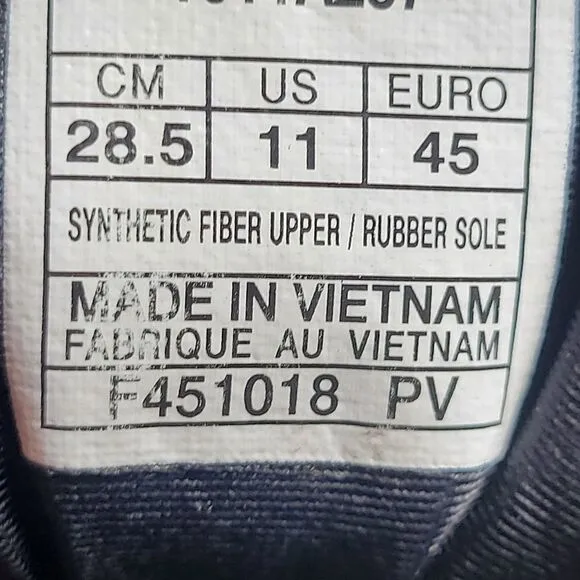 CM US EURO
28.5 11 45
SYNTHETIC FIBER UPPER / RUBBER SOLE
MADE IN VIETNAM
FABRIQUE AU VIETNAM
F451018 PV